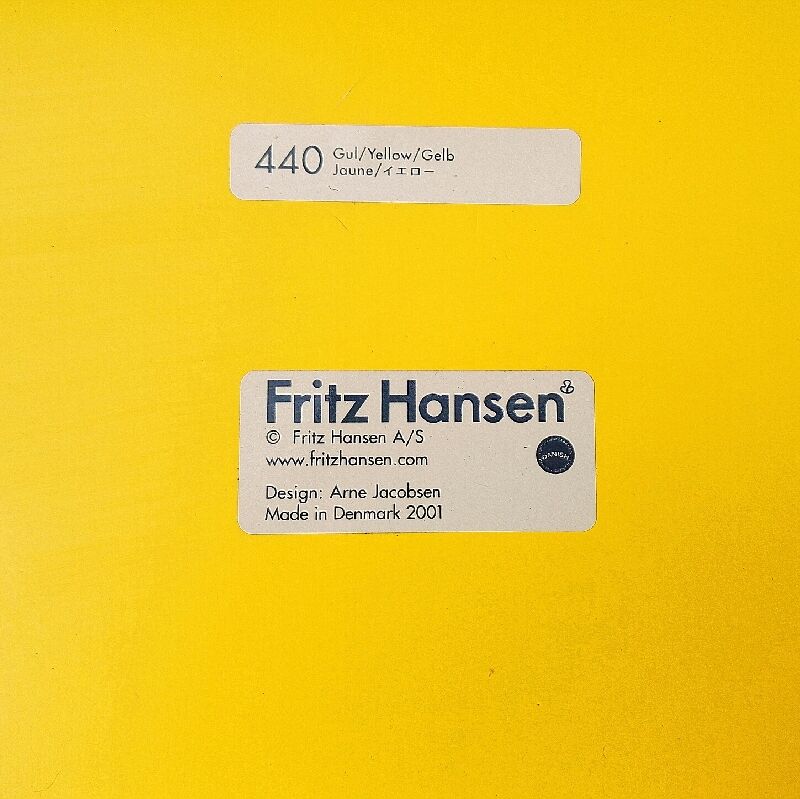 440 Gul/Yellow/Gelb
Jaune/イエロー
Fritz Hansen
© Fritz Hansen A/S
www.fritzhansen.com
DANISH
Design: Arne Jacobsen
Made in Denmark 2001